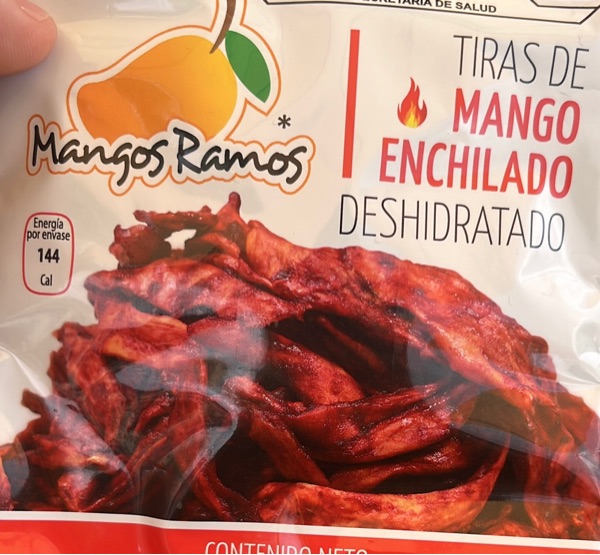 SECRETARÍA DE SALUD
TIRAS DE
MANGO
ENCHILADO
DESHIDRATADO
Mangos Ramos*
Energía
por envase
144
Cal
CONTENIDO NETO